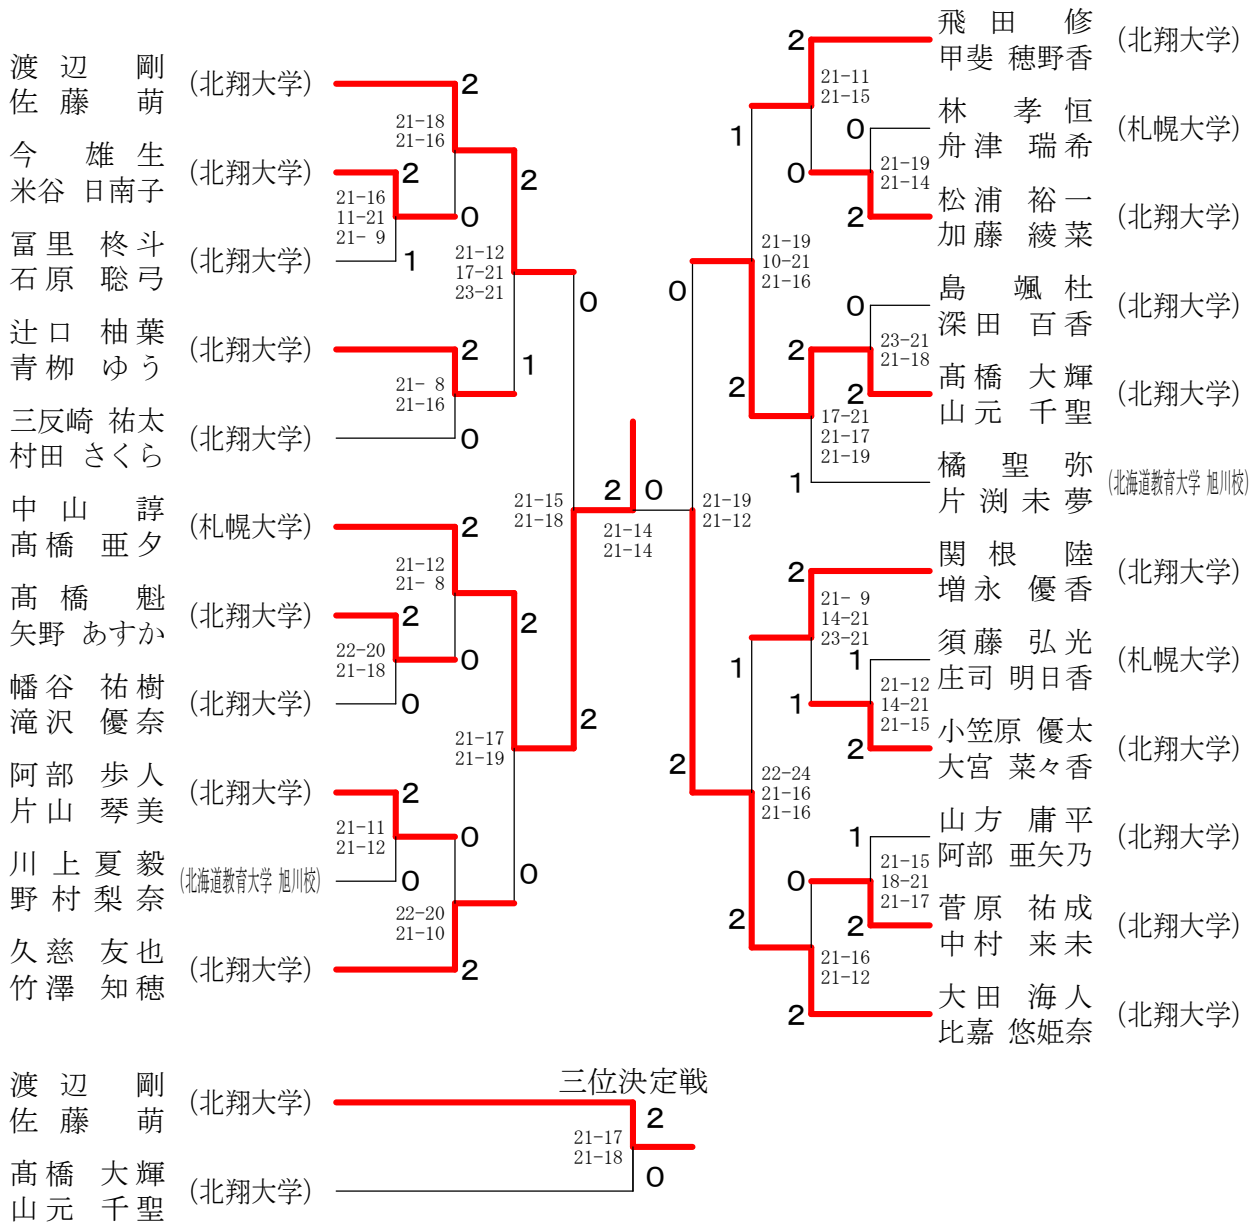 渡辺 剛
佐藤 萌
(北翔大学)
2
21-18
21-16
今 雄生
米谷 日南子
(北翔大学)
2
21-16
11-21
21- 9
0
冨里 柊斗
石原 聡弓
(北翔大学)
1
2
21-12
17-21
23-21
辻口 柚葉
青栁 ゆう
(北翔大学)
2
21- 8
21-16
1
三反崎 祐太
村田 さくら
(北翔大学)
0
0
21-15
21-18
中山 諄
髙橋 亜夕
(札幌大学)
2
21-12
21- 8
髙橋 魁
矢野 あすか
(北翔大学)
2
22-20
21-18
0
幡谷 祐樹
滝沢 優奈
(北翔大学)
0
2
21-17
21-19
2
阿部 歩人
片山 琴美
(北翔大学)
2
21-11
21-12
0
川上 夏毅
野村 梨奈
(北海道教育大学 旭川校)
0
0
22-20
21-10
久慈 友也
竹澤 知穂
(北翔大学)
2
2
0
21-14
21-14
飛田 修
甲斐 穂野香
(北翔大学)
2
21-11
21-15
林 孝恒
舟津 瑞希
(札幌大学)
0
21-19
21-14
0
松浦 裕一
加藤 綾菜
(北翔大学)
2
1
21-19
10-21
21-16
島 颯杜
深田 百香
(北翔大学)
0
23-21
21-18
2
髙橋 大輝
山元 千聖
(北翔大学)
2
2
17-21
21-17
21-19
橘 聖弥
片渕 未夢
(北海道教育大学 旭川校)
1
0
21-19
21-12
関根 陸
増永 優香
(北翔大学)
2
21- 9
14-21
23-21
須藤 弘光
庄司 明日香
(札幌大学)
1
21-12
14-21
21-15
1
小笠原 優太
大宮 菜々香
(北翔大学)
2
1
22-24
21-16
21-16
2
山方 庸平
阿部 亜矢乃
(北翔大学)
1
21-15
18-21
21-17
0
菅原 祐成
中村 来未
(北翔大学)
2
2
21-16
21-12
大田 海人
比嘉 悠姫奈
(北翔大学)
2
三位決定戦
渡辺 剛
佐藤 萌
(北翔大学)
2
21-17
21-18
髙橋 大輝
山元 千聖
(北翔大学)
0